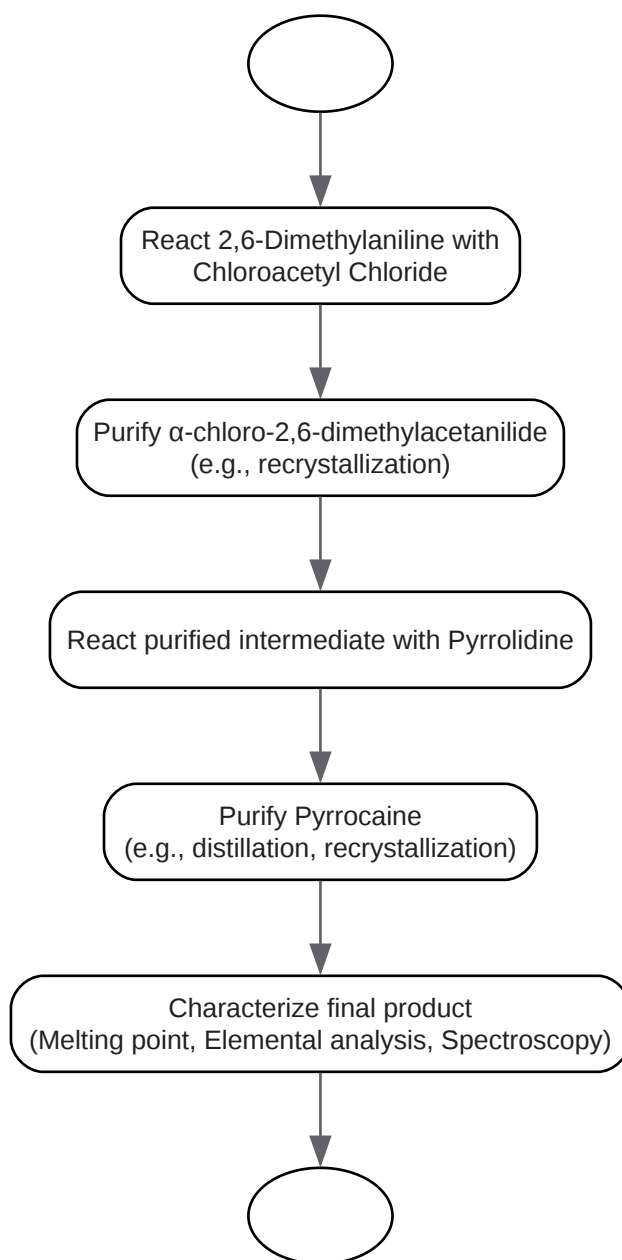 React 2,6-Dimethylaniline with
Chloroacetyl Chloride
Purify α-chloro-2,6-dimethylacetanilide
(e.g., recrystallization)
React purified intermediate with Pyrrolidine
Purify Pyrrocaine
(e.g., distillation, recrystallization)
Characterize final product
(Melting point, Elemental analysis, Spectroscopy)